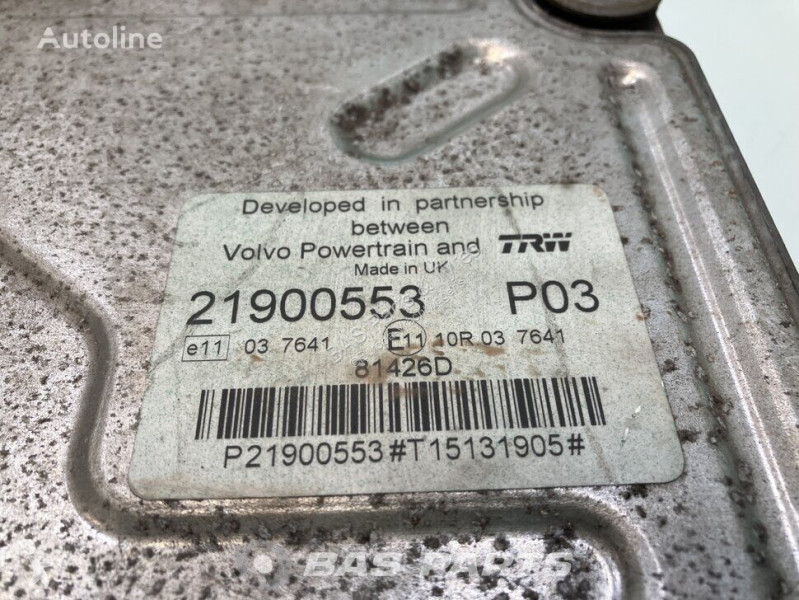 Autoline
Developed in partnership
between
Volvo Powertrain and TRW
Made in UK
21900553 P03
e11 03 7641 E11 10R 03 7641
81426D
P21900553#T15131905#
BAS PARTS